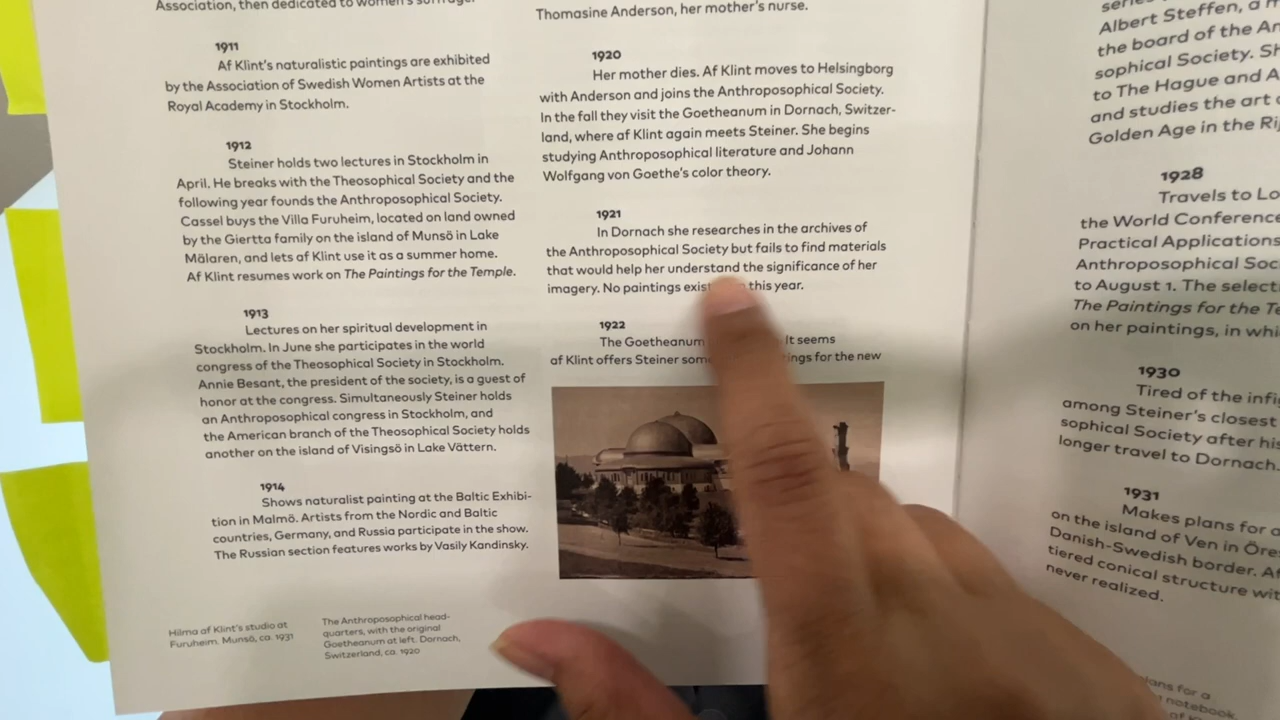 Association, then dedicated to women's suffrage.
1911
Af Klint's naturalistic paintings are exhibited
by the Association of Swedish Women Artists at the
Royal Academy in Stockholm.
1912
Steiner holds two lectures in Stockholm in
April. He breaks with the Theosophical Society and the
following year founds the Anthroposophical Society.
Cassel buys the Villa Furuheim, located on land owned
by the Giertta family on the island of Munsö in Lake
Mälaren, and lets af Klint use it as a summer home.
Af Klint resumes work on The Paintings for the Temple.
1913
Lectures on her spiritual development in
Stockholm. In June she participates in the world
congress of the Theosophical Society in Stockholm.
Annie Besant, the president of the society, is a guest of
honor at the congress. Simultaneously Steiner holds
an Anthroposophical congress in Stockholm, and
the American branch of the Theosophical Society holds
another on the island of Visingsö in Lake Vättern.
1914
Shows naturalist painting at the Baltic Exhibi-
tion in Malmö. Artists from the Nordic and Baltic
countries, Germany, and Russia participate in the show.
The Russian section features works by Vasily Kandinsky.
Hilma af Klint's studio at
Furuheim. Munsö, ca. 1931
The Anthroposophical head-
quarters, with the original
Goetheanum at left. Dornach,
Switzerland, ca. 1920
Thomasine Anderson, her mother's nurse.
1920
Her mother dies. Af Klint moves to Helsingborg
with Anderson and joins the Anthroposophical Society.
In the fall they visit the Goetheanum in Dornach, Switzer-
land, where af Klint again meets Steiner. She begins
studying Anthroposophical literature and Johann
Wolfgang von Goethe's color theory.
1921
In Dornach she researches in the archives of
the Anthroposophical Society but fails to find materials
that would help her understand the significance of her
imagery. No paintings exist this year.
1922
The Goetheanum It seems
af Klint offers Steiner for the new
Albert Steffen, a
the board of the
sophical Society.
to The Hague and
and studies the art
Golden Age in the
1928
Travels to
the World Conference
Practical Applications
Anthroposophical
to August 1. The
The Paintings for the
on her paintings, in
1930
Tired of the
among Steiner's closest
sophical Society after
longer travel to Dornach.
1931
Makes plans for
on the island of Ven in
Danish-Swedish border.
tiered conical structure
never realized.
for a
notebook